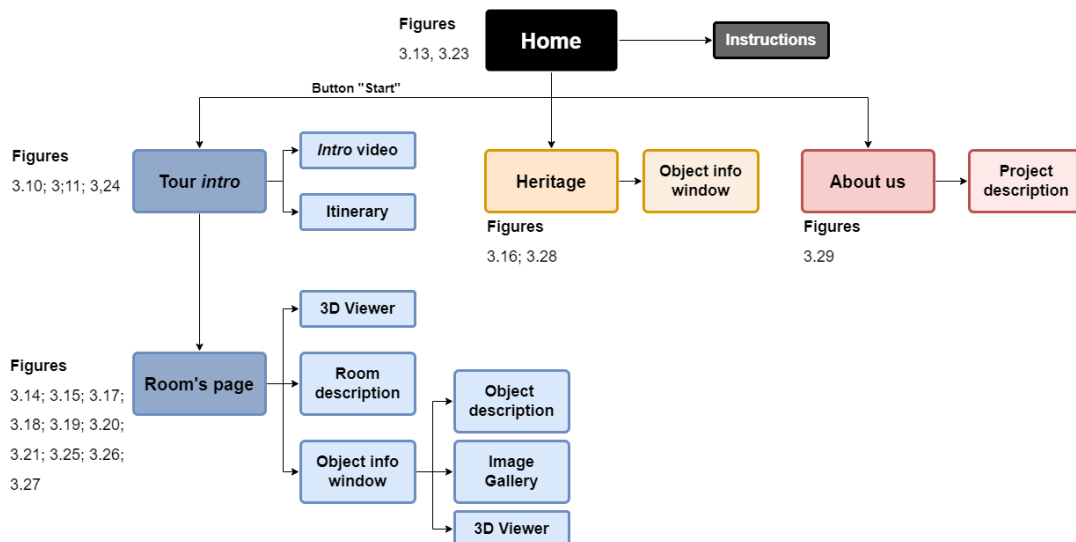 Figures
3.13, 3.23
Home
Instructions
Button "Start"
Figures
3.10; 3;11; 3,24
Tour intro
Intro video
Itinerary
Heritage
Object info
window
Figures
3.16; 3.28
About us
Project
description
Figures
3.29
Figures
3.14; 3.15; 3.17;
3.18; 3.19; 3.20;
3.21; 3.25; 3.26;
3.27
Room's page
3D Viewer
Room
description
Object info
window
Object
description
Image
Gallery
3D Viewer